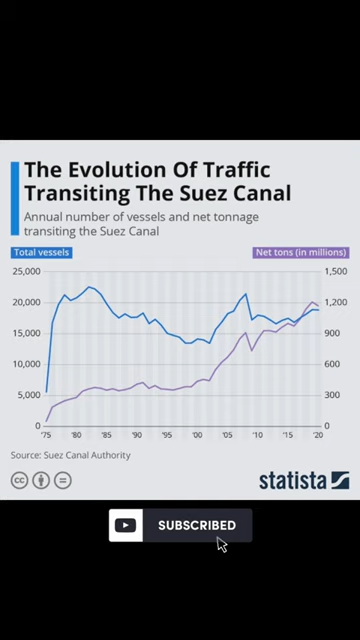 The Evolution Of Traffic
Transiting The Suez Canal
Annual number of vessels and net tonnage
transiting the Suez Canal
Total vessels Net tons (in millions)
25,000 1,500
20,000 1,200
15,000 900
10,000 600
5,000 300
0 0
'75 '80 '85 '90 '95 '00 '05 '10 '15 '20
Source: Suez Canal Authority
cc =
statista
SUBSCRIBED